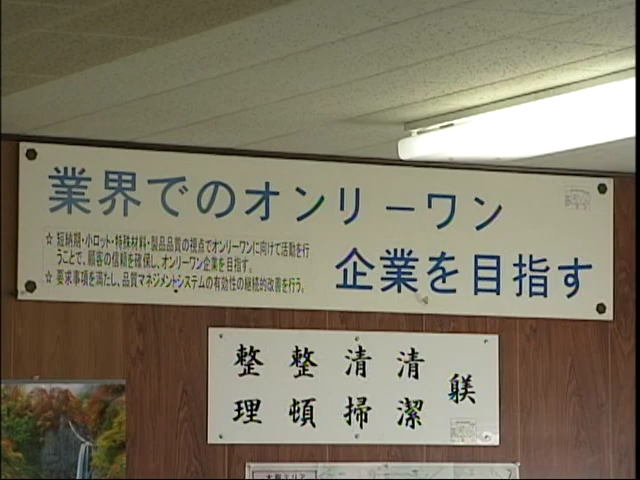 業界でのオンリーワン
企業を目指す
☆ 短納期・小ロット・特殊材料・製品品質の視点でオンリーワンに向けて活動を行
うことで、顧客の信頼を確保し、オンリーワン企業を目指す。
☆ 要求事項を満たし、品質マネジメントシステムの有効性の継続的改善を行う。
整理
整頓
清掃
清潔
躾
大阪エリア